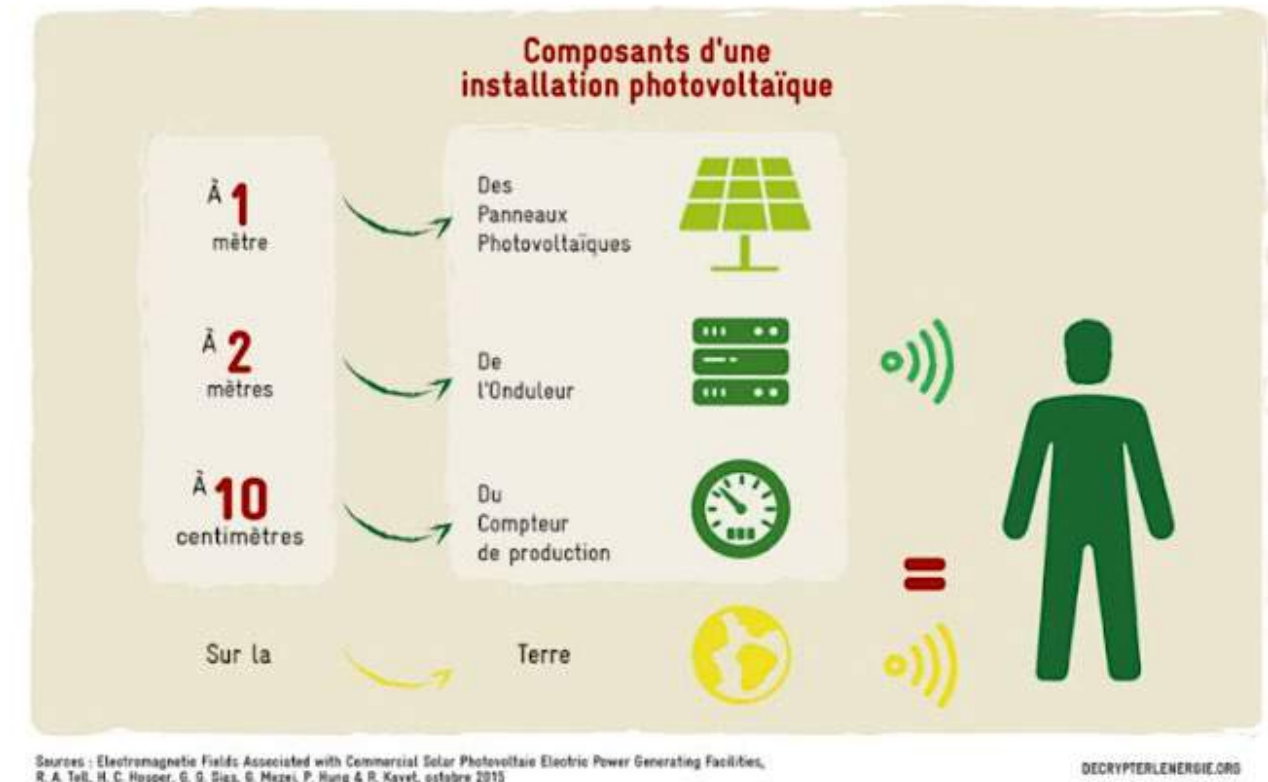 Composants d'une
installation photovoltaïque
À 1
mètre
Des
Panneaux
Photovoltaïques
À 2
mètres
De
l'Onduleur
À 10
centimètres
Du
Compteur
de production
Sur la
Terre
Sources : Electromagnetic Fields Associated with Commercial Solar Photovoltaic Electric Power Generating Facilities,
R. A. Tell, H. C. Hooper, G. G. Sias, G. Mezei, P. Hung & R. Kavet, octobre 2015
DECRYPTERLENERGIE.ORG